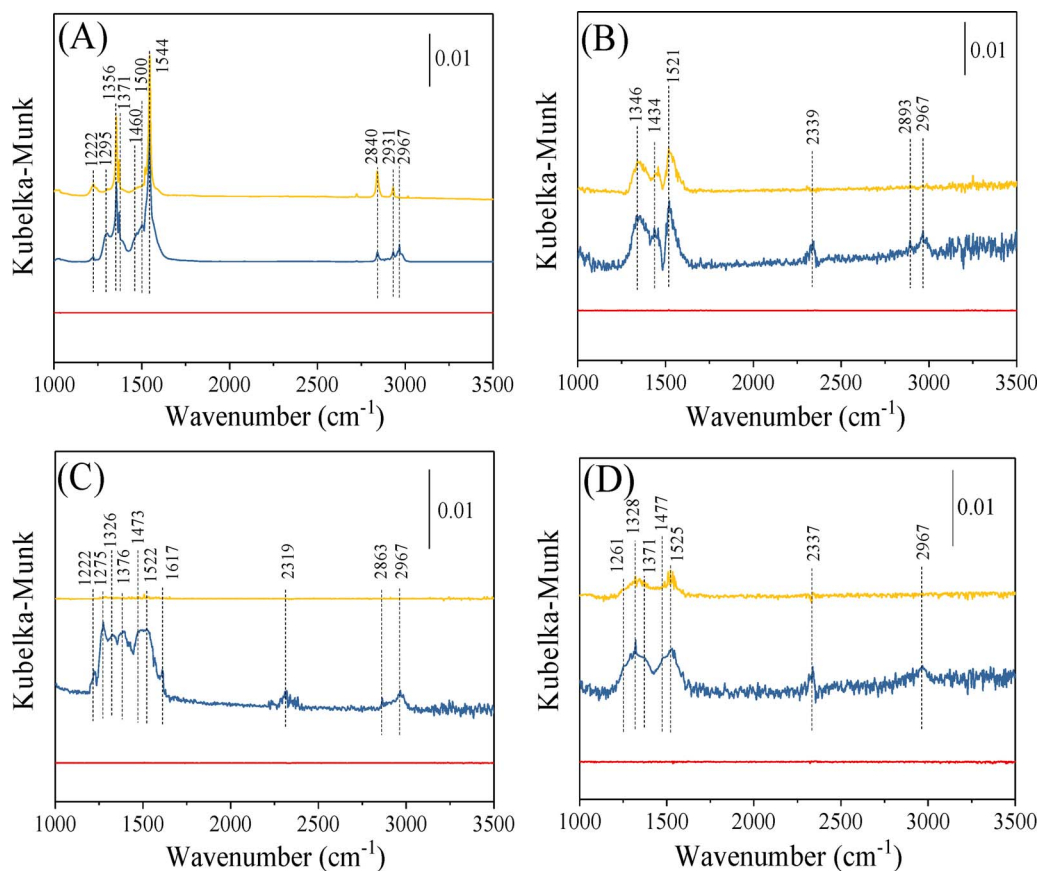 (A)
1222
1295
1356
1371
1460
1500
1544
2840
2931
2967
0.01
Kubelka-Munk
1000 1500 2000 2500 3000 3500
Wavenumber (cm-1)
(B)
1346
1434
1521
2339
2893
2967
0.01
Kubelka-Munk
1000 1500 2000 2500 3000 3500
Wavenumber (cm-1)
(C)
1222
1275
1326
1376
1473
1522
1617
2319
2863
2967
0.01
Kubelka-Munk
1000 1500 2000 2500 3000 3500
Wavenumber (cm-1)
(D)
1261
1328
1371
1477
1525
2337
2967
0.01
Kubelka-Munk
1000 1500 2000 2500 3000 3500
Wavenumber (cm-1)